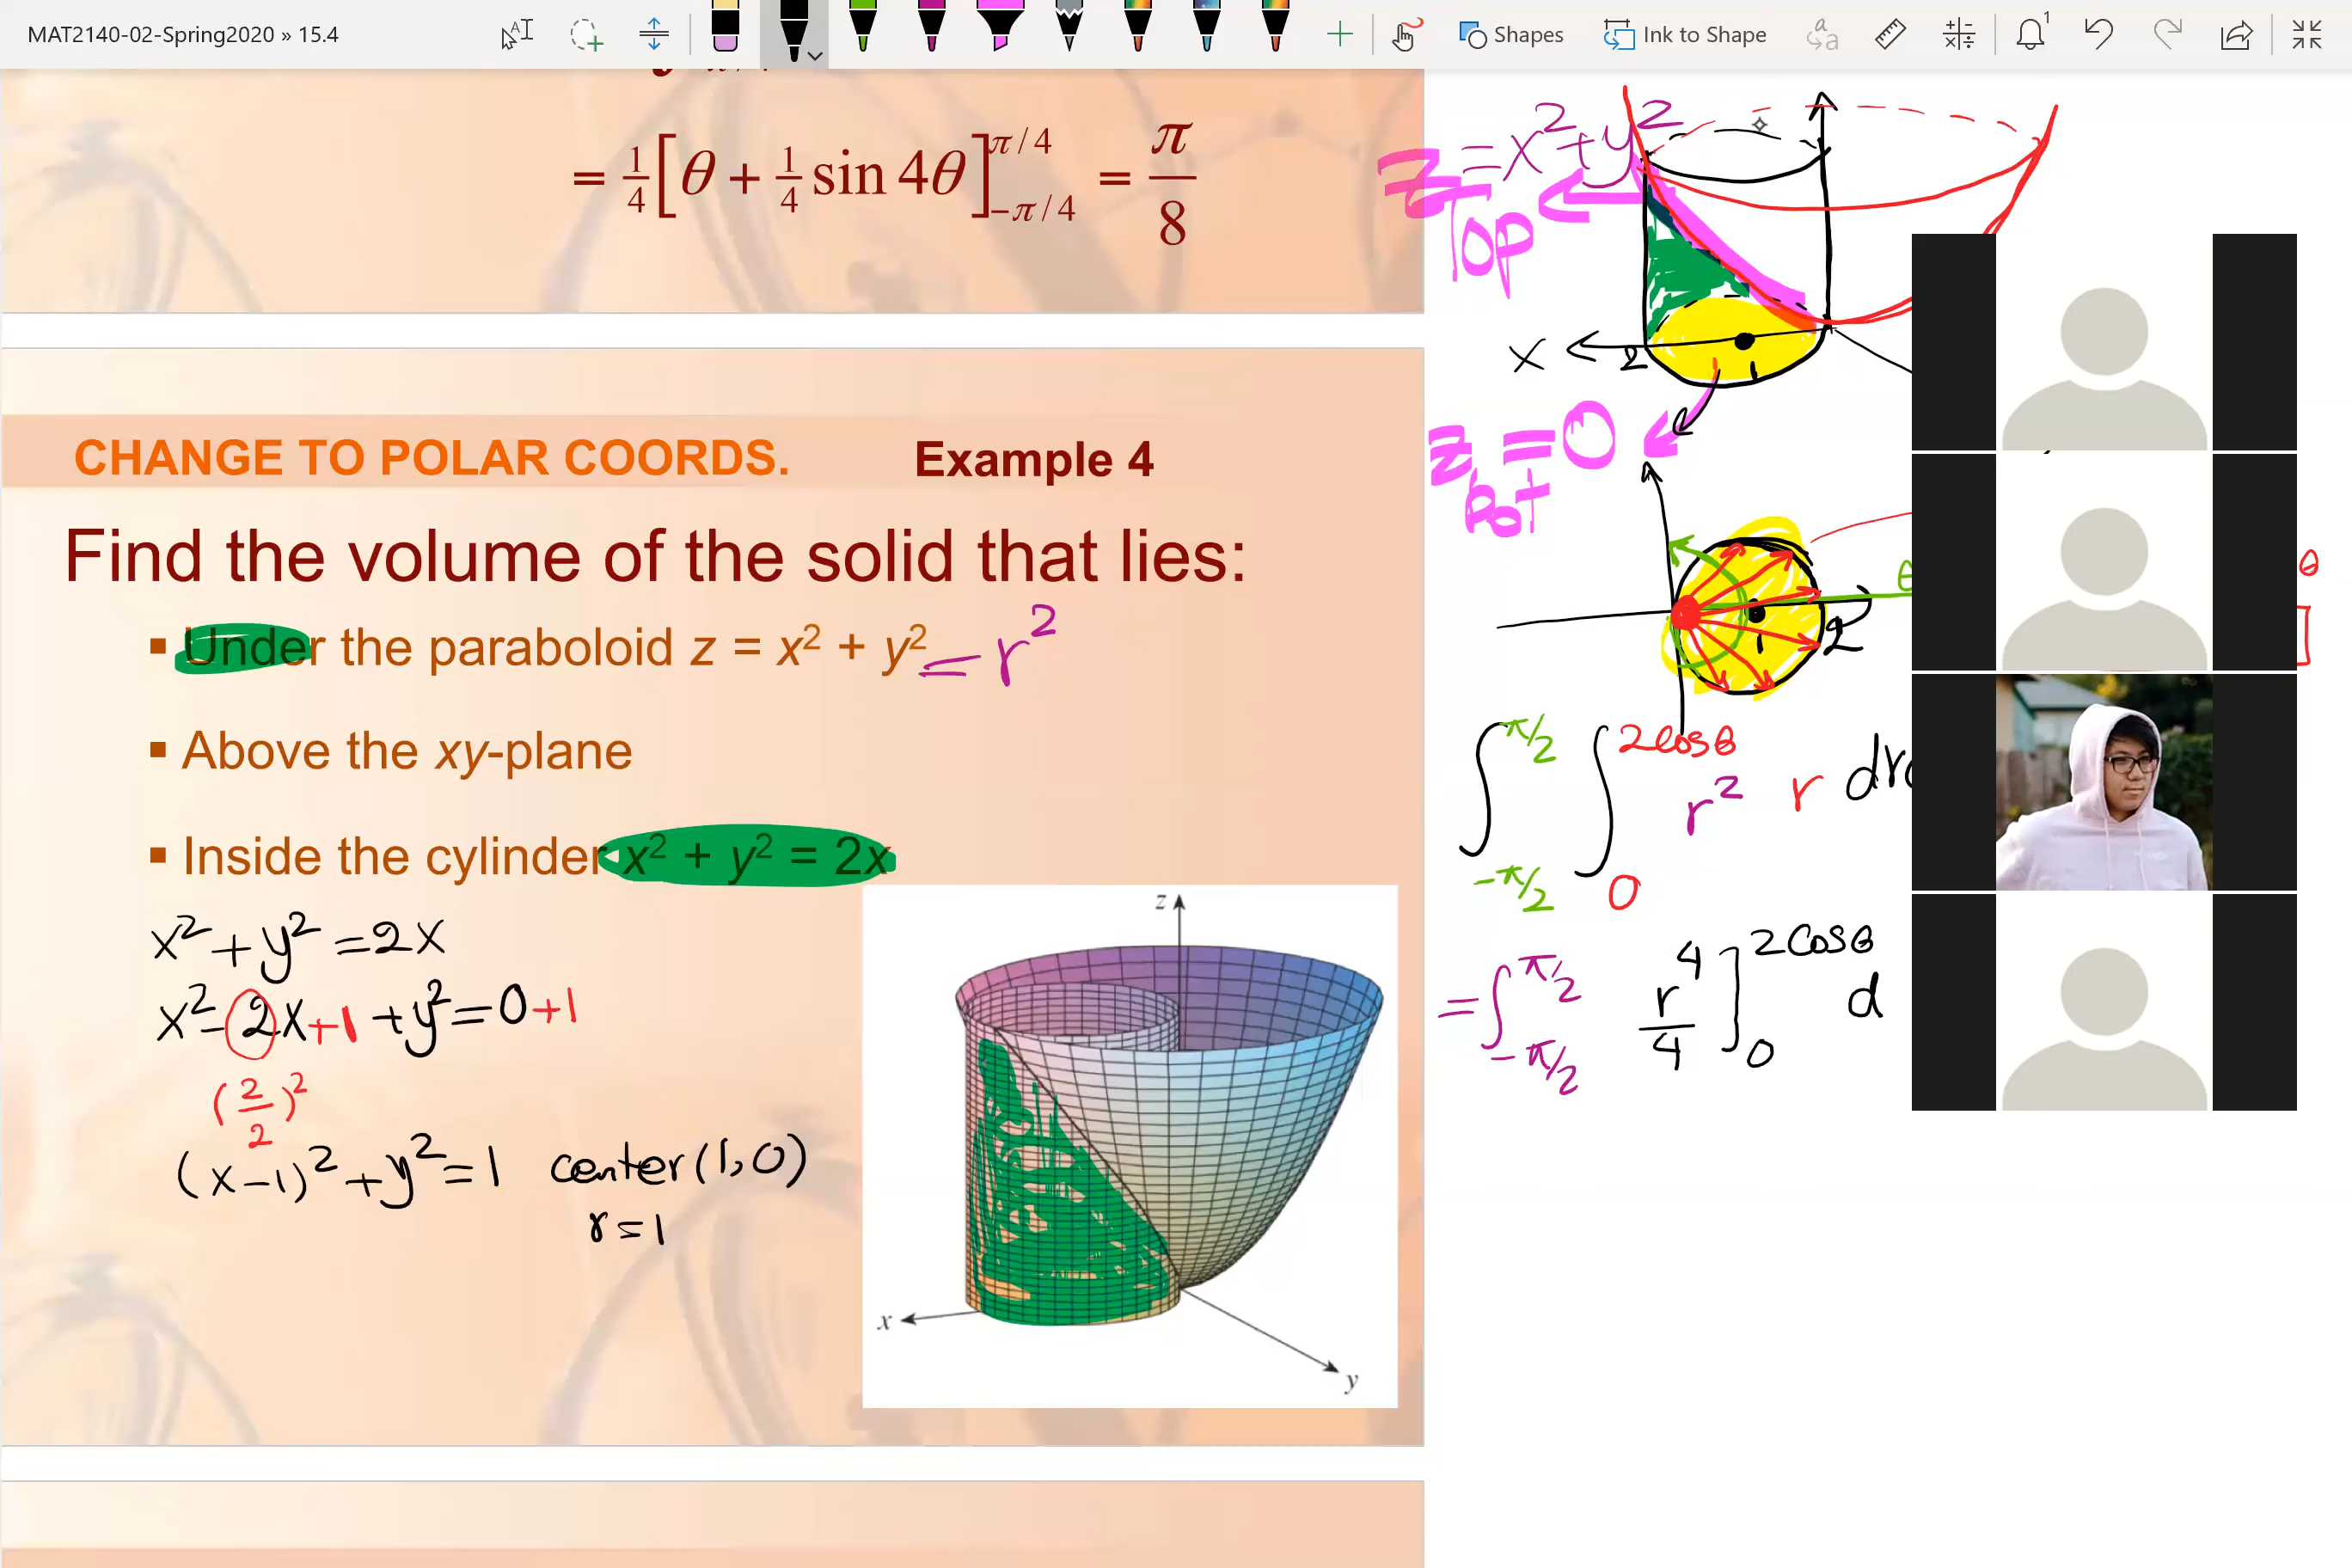 MAT2140-02-Spring2020 » 15.4
Shapes
Ink to Shape
1
= 1/4 [θ + 1/4 sin 4θ]^{π/4}_{-π/4} = π/8
CHANGE TO POLAR COORDS. Example 4
Find the volume of the solid that lies:
▪ Under the paraboloid z = x² + y² = r²
▪ Above the xy-plane
▪ Inside the cylinder x² + y² = 2x
x² + y² = 2x
x² - 2x + 1 + y² = 0 + 1
(2/2)²
(x-1)² + y² = 1 center (1,0)
r = 1
z
x
y
z = x² + y²
Top
x
2
1
z = 0
Bot
θ
1
2
θ
∫_{-π/2}^{π/2} ∫_0^{2cosθ} r² r dr
= ∫_{-π/2}^{π/2} r⁴/4 ]_0^{2cosθ} d